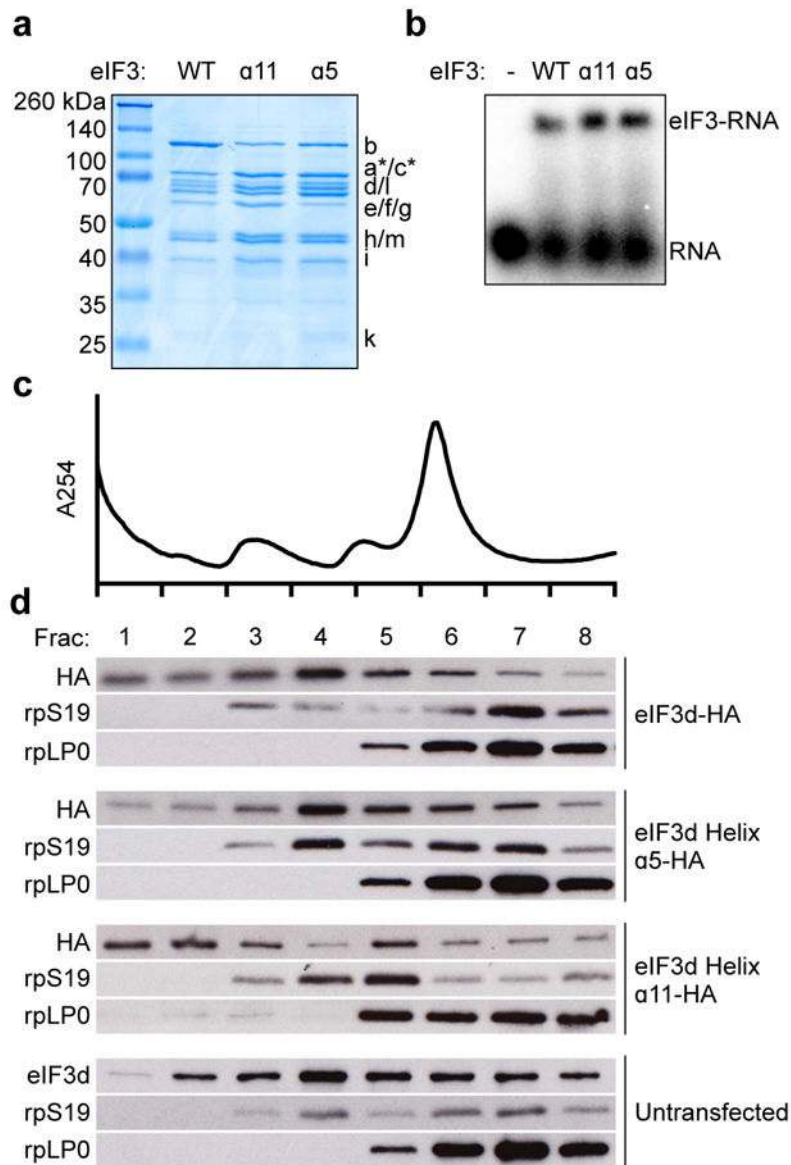 a
eIF3: WT α11 α5
260 kDa
140
100
70
50
40
35
25
b
a*/c*
d/l
e/f/g
h/m
i
k
b
eIF3: - WT α11 α5
eIF3-RNA
RNA
c
A254
d
Frac: 1 2 3 4 5 6 7 8
HA
rpS19
rpLP0
eIF3d-HA
HA
rpS19
rpLP0
eIF3d Helix
α5-HA
HA
rpS19
rpLP0
eIF3d Helix
α11-HA
eIF3d
rpS19
rpLP0
Untransfected